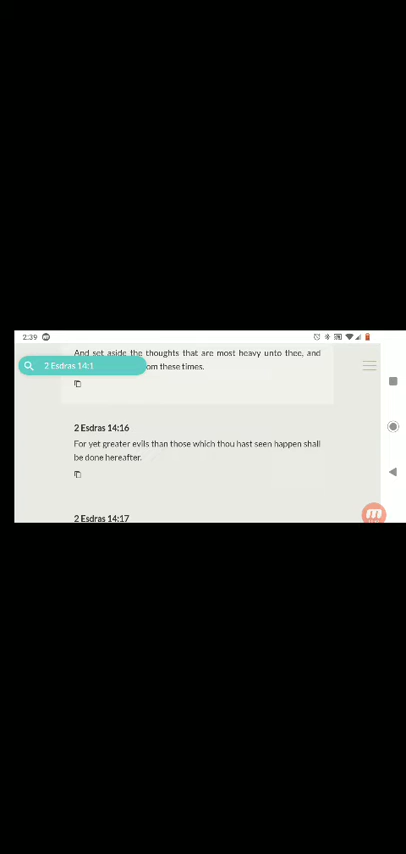 2:39
And set aside the thoughts that are most heavy unto thee, and
2 Esdras 14:1
om these times.
2 Esdras 14:16
For yet greater evils than those which thou hast seen happen shall
be done hereafter.
2 Esdras 14:17